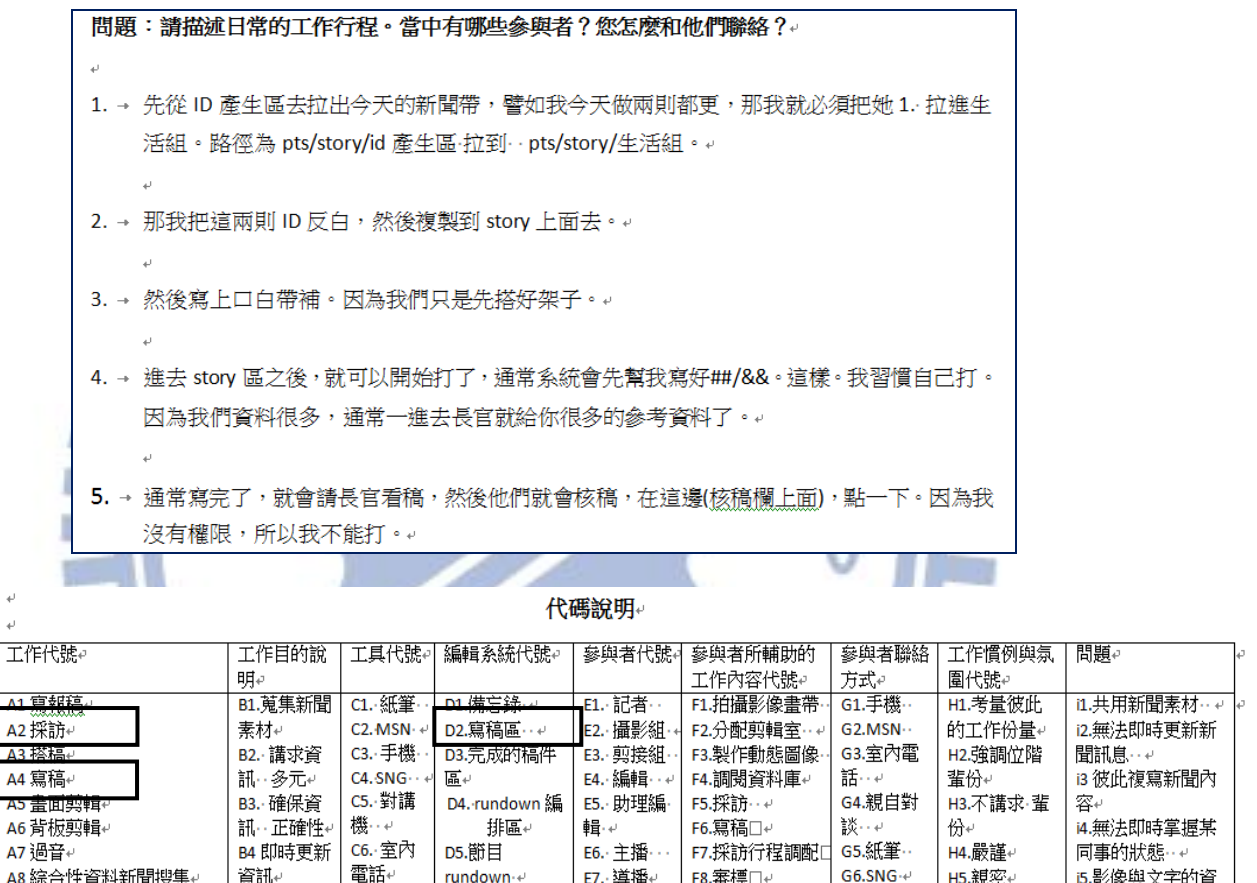 問題：請描述日常的工作行程。當中有哪些參與者？您怎麼和他們聯絡？
1. 先從 ID 產生區去拉出今天的新聞帶，譬如我今天做兩則都更，那我就必須把她 1. 拉進生
活組。路徑為 pts/story/id 產生區 拉到 pts/story/生活組。
2. 那我把這兩則 ID 反白，然後複製到 story 上面去。
3. 然後寫上口白帶補。因為我們只是先搭好架子。
4. 進去 story 區之後，就可以開始打了，通常系統會先幫我寫好##/&&。這樣。我習慣自己打。
因為我們資料很多，通常一進去長官就給你很多的參考資料了。
5. 通常寫完了，就會請長官看稿，然後他們就會核稿，在這邊(核稿欄上面)，點一下。因為我
沒有權限，所以我不能打。
代碼說明
工作代號
A1 寫報稿
A2 採訪
A3 搭稿
A4 寫稿
A5 畫面剪輯
A6 背板剪輯
A7 過音
A8 綜合性資料新聞搜集
工作目的說
明
B1.蒐集新聞
素材
B2. 講求資
訊 多元
B3. 確保資
訊 正確性
B4 即時更新
資訊
工具代號
C1. 紙筆
C2.MSN
C3. 手機
C4.SNG
C5. 對講
機
C6. 室內
電話
編輯系統代號
D1.備忘錄
D2.寫稿區
D3.完成的稿件
區
D4. rundown 編
排區
D5.節目
rundown
參與者代號
E1. 記者
E2. 攝影組
E3. 剪接組
E4. 編輯
E5. 助理編
輯
E6. 主播
E7. 導播
參與者所輔助的
工作內容代號
F1.拍攝影像畫帶
F2.分配剪輯室
F3.製作動態圖像
F4.調閱資料庫
F5.採訪
F6.寫稿□
F7.採訪行程調配□
F8.審標□
參與者聯絡
方式
G1.手機
G2.MSN
G3.室內電
話
G4.親自對
談
G5.紙筆
G6.SNG
工作慣例與氛
圍代號
H1.考量彼此
的工作份量
H2.強調位階
輩份
H3.不講求 輩
份
H4.嚴謹
H5.親密
問題
i1.共用新聞素材
i2.無法即時更新新
聞訊息
i3 彼此複寫新聞內
容
i4.無法即時掌握某
同事的狀態
i5.影像與文字的資